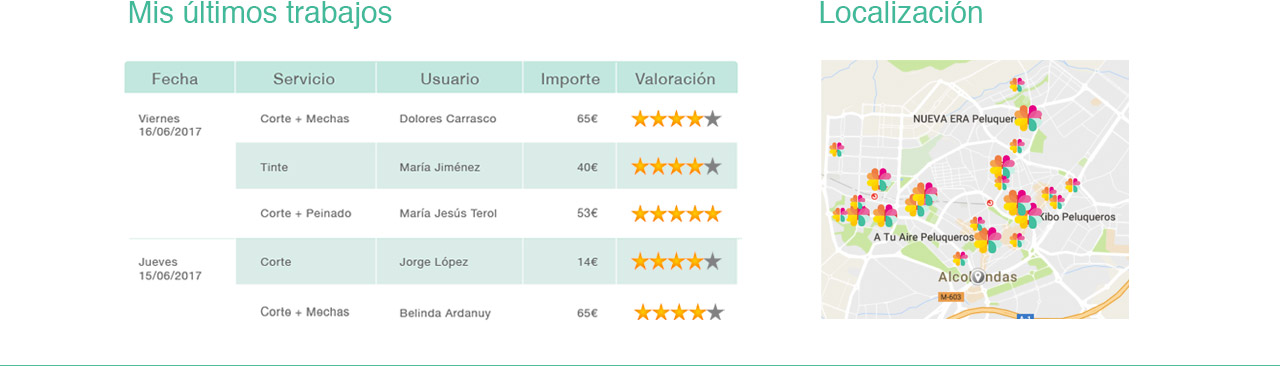 Mis últimos trabajos
Localización
Fecha Servicio Usuario Importe Valoración
Viernes 16/06/2017 Corte + Mechas Dolores Carrasco 65€
Tinte María Jiménez 40€
Corte + Peinado María Jesús Terol 53€
Jueves 15/06/2017 Corte Jorge López 14€
Corte + Mechas Belinda Ardanuy 65€
NUEVA ERA
Kibo Peluqueros
A Tu Aire Peluqueros
M-603